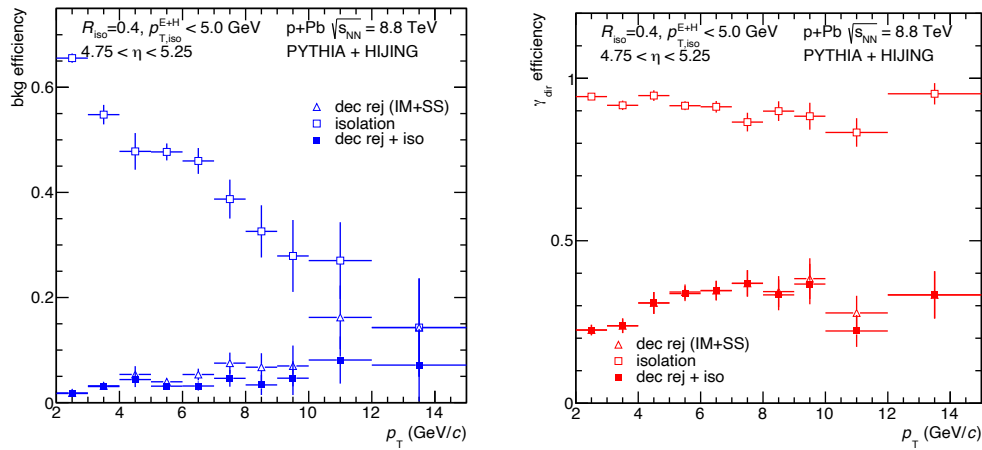 R_iso=0.4, p_T,iso^E+H < 5.0 GeV p+Pb √s_NN = 8.8 TeV
4.75 < η < 5.25 PYTHIA + HIJING
bkg efficiency
0.6
0.4
0.2
0
dec rej (IM+SS)
isolation
dec rej + iso
2 4 6 8 10 12 14
p_T (GeV/c)
R_iso=0.4, p_T,iso^E+H < 5.0 GeV p+Pb √s_NN = 8.8 TeV
4.75 < η < 5.25 PYTHIA + HIJING
γ_dir efficiency
1
0.5
0
dec rej (IM+SS)
isolation
dec rej + iso
2 4 6 8 10 12 14
p_T (GeV/c)